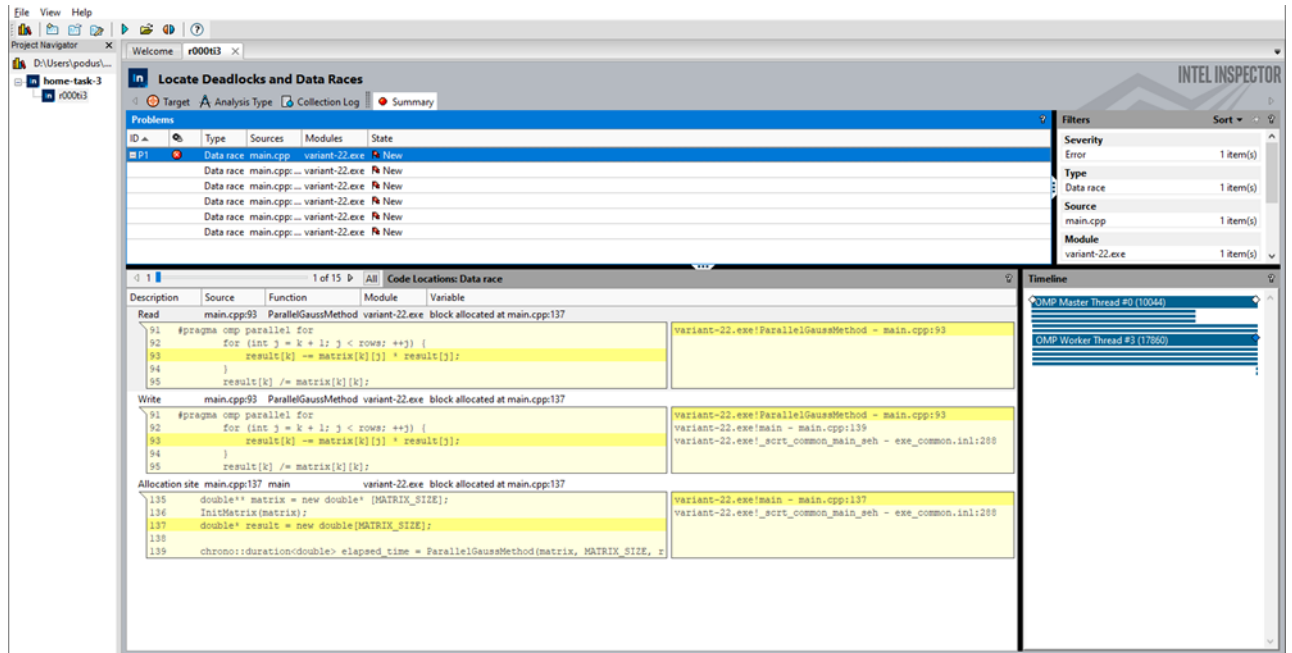 File View Help
Project Navigator X
Welcome r000ti3 ×
D:\Users\podus\...
home-task-3
r000ti3
Locate Deadlocks and Data Races
INTEL INSPECTOR
Target Analysis Type Collection Log Summary
Problems
ID Type Sources Modules State
P1 Data race main.cpp variant-22.exe New
Data race main.cpp: ... variant-22.exe New
Data race main.cpp: ... variant-22.exe New
Data race main.cpp: ... variant-22.exe New
Data race main.cpp: ... variant-22.exe New
Data race main.cpp: ... variant-22.exe New
Filters Sort
Severity
Error 1 item(s)
Type
Data race 1 item(s)
Source
main.cpp 1 item(s)
Module
variant-22.exe 1 item(s)
1 1 of 15 All Code Locations: Data race
Description Source Function Module Variable
Read main.cpp:93 ParallelGaussMethod variant-22.exe block allocated at main.cpp:137
91 #pragma omp parallel for variant-22.exe!ParallelGaussMethod - main.cpp:93
92 for (int j = k + 1; j < rows; ++j) {
93 result[k] -= matrix[k][j] * result[j];
94 }
95 result[k] /= matrix[k][k];
Write main.cpp:93 ParallelGaussMethod variant-22.exe block allocated at main.cpp:137
91 #pragma omp parallel for variant-22.exe!ParallelGaussMethod - main.cpp:93
92 for (int j = k + 1; j < rows; ++j) { variant-22.exe!main - main.cpp:139
93 result[k] -= matrix[k][j] * result[j]; variant-22.exe!_scrt_common_main_seh - exe_common.inl:288
94 }
95 result[k] /= matrix[k][k];
Allocation site main.cpp:137 main variant-22.exe block allocated at main.cpp:137
135 double** matrix = new double* [MATRIX_SIZE]; variant-22.exe!main - main.cpp:137
136 InitMatrix(matrix); variant-22.exe!_scrt_common_main_seh - exe_common.inl:288
137 double* result = new double[MATRIX_SIZE];
138
139 chrono::duration<double> elapsed_time = ParallelGaussMethod(matrix, MATRIX_SIZE, r
Timeline
OMP Master Thread #0 (10044)
OMP Worker Thread #3 (17860)